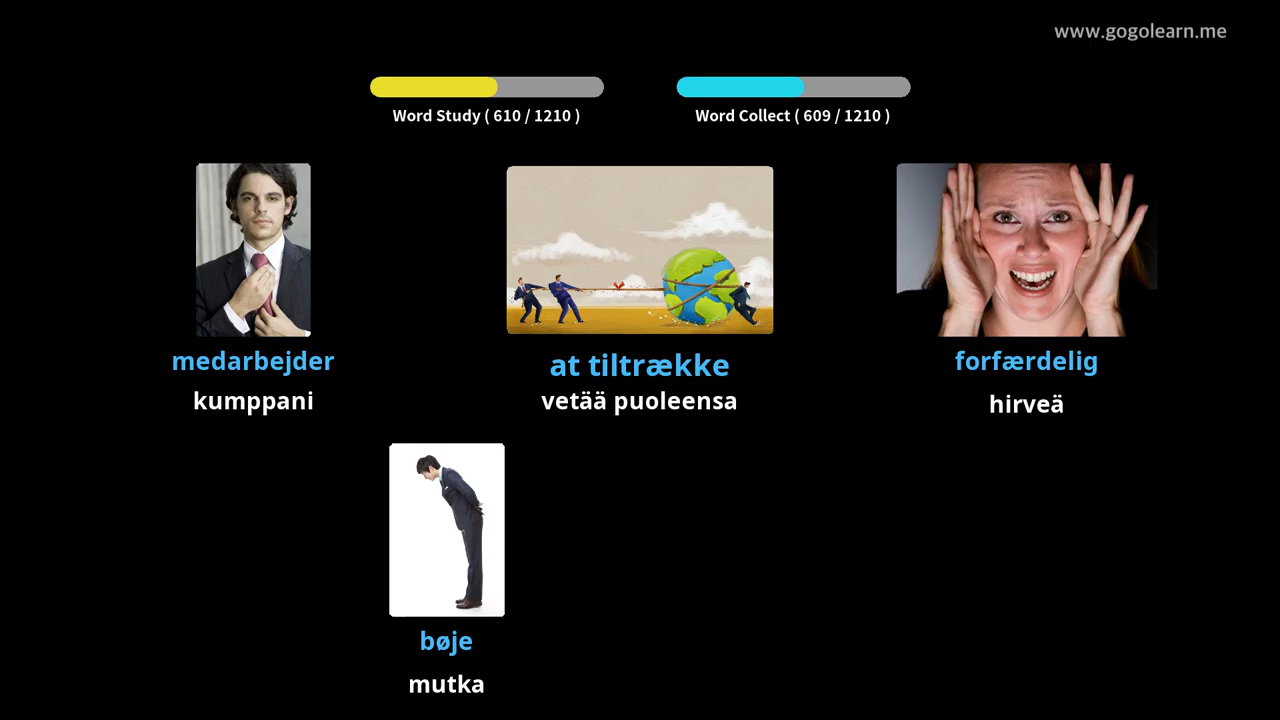 www.gogolearn.me
Word Study ( 610 / 1210 )
Word Collect ( 609 / 1210 )
medarbejder
kumppani
at tiltrække
vetää puoleensa
forfærdelig
hirveä
bøje
mutka